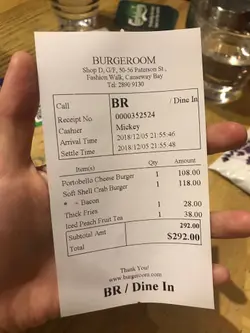 BURGEROOM
Shop D, G/F, 50-56 Paterson St.,
Fashion Walk, Causeway Bay
Tel: 2890 9130
Call BR / Dine In
Receipt No 0000352524
Cashier Mickey
Arrival Time 2018/12/05 21:55:46
Settle Time 2018/12/05 21:55:48
Item(s) Qty Amount
Portobello Cheese Burger 1 108.00
Soft Shell Crab Burger 1 118.00
* - Bacon
Thick Fries 1 28.00
Iced Peach Fruit Tea 1 38.00
Subtotal Amt 292.00
Total $292.00
Thank You!
www.burgeroom.com
BR / Dine In